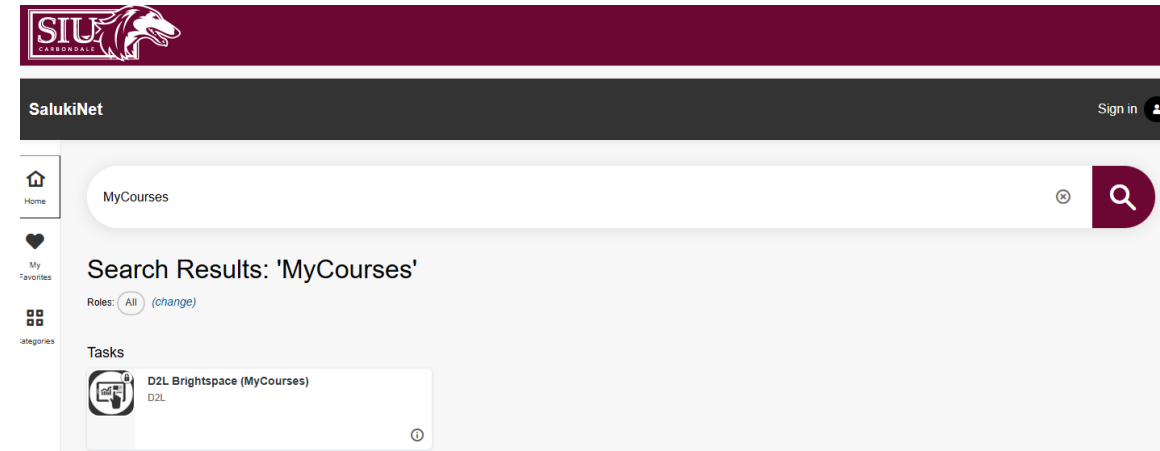 SIU
CARBONDALE
SalukiNet
Sign in
Home
My
Favorites
Categories
MyCourses
Search Results: 'MyCourses'
Roles: All (change)
Tasks
D2L Brightspace (MyCourses)
D2L